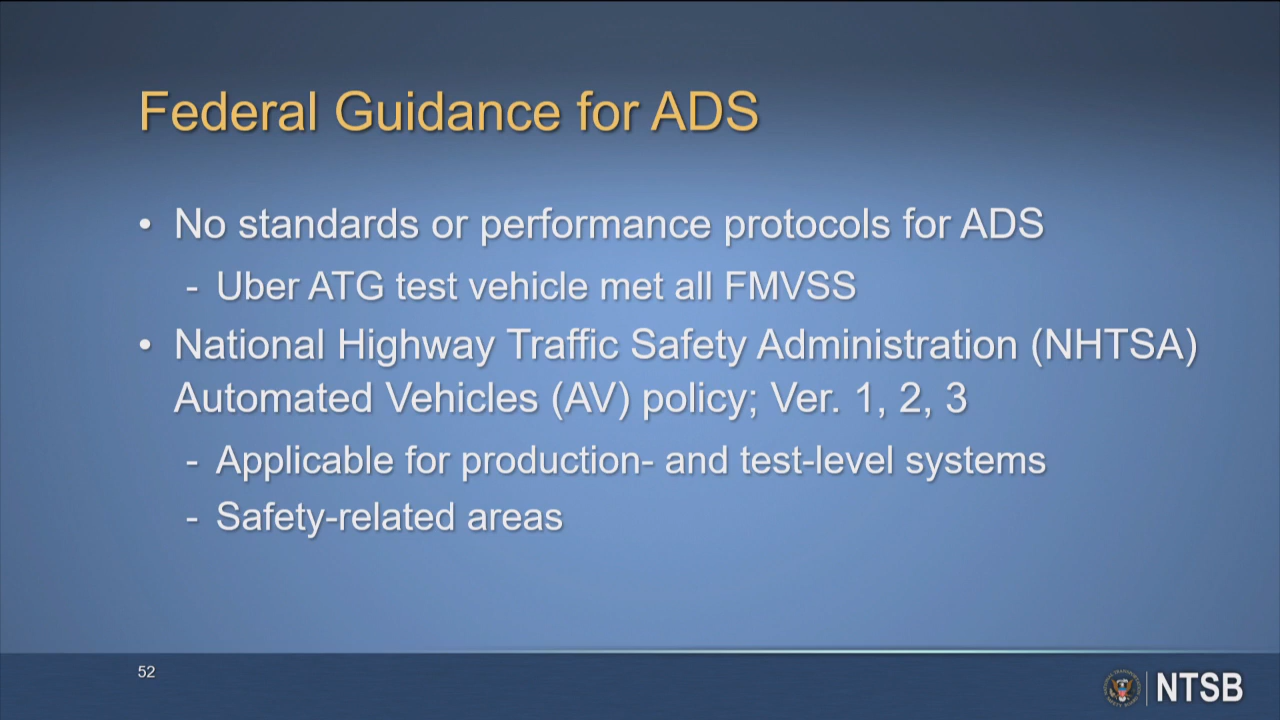 Federal Guidance for ADS
• No standards or performance protocols for ADS
- Uber ATG test vehicle met all FMVSS
• National Highway Traffic Safety Administration (NHTSA)
Automated Vehicles (AV) policy; Ver. 1, 2, 3
- Applicable for production- and test-level systems
- Safety-related areas
52
NTSB